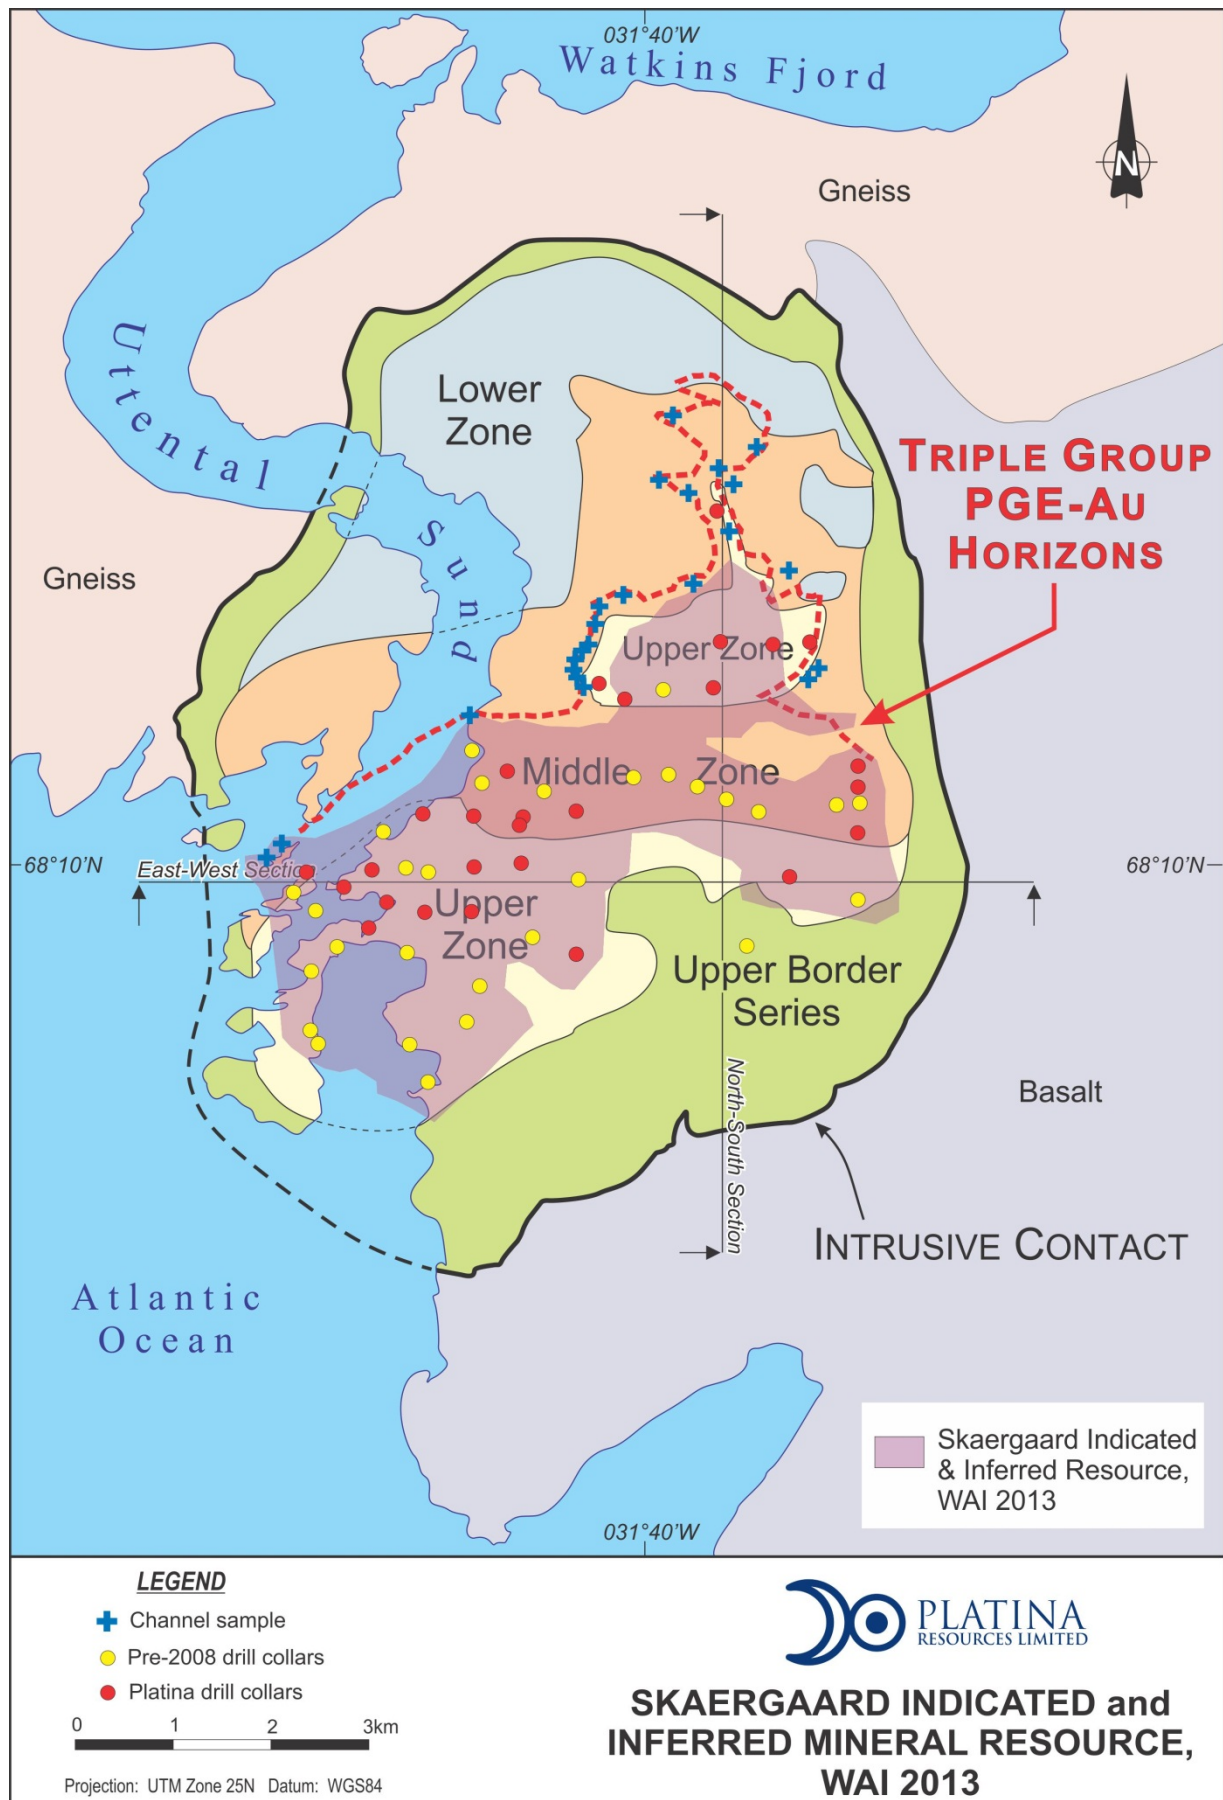 031°40'W
Watkins Fjord
N
Gneiss
Uttental
Sund
Lower
Zone
TRIPLE GROUP
PGE-AU
HORIZONS
Gneiss
Upper Zone
Middle Zone
68°10'N
68°10'N
East-West Section
Upper
Zone
Upper Border
Series
North-South Section
Basalt
INTRUSIVE CONTACT
Atlantic
Ocean
Skaergaard Indicated
& Inferred Resource,
WAI 2013
031°40'W
LEGEND
Channel sample
Pre-2008 drill collars
Platina drill collars
0 1 2 3km
Projection: UTM Zone 25N Datum: WGS84
PLATINA
RESOURCES LIMITED
SKAERGAARD INDICATED and
INFERRED MINERAL RESOURCE,
WAI 2013